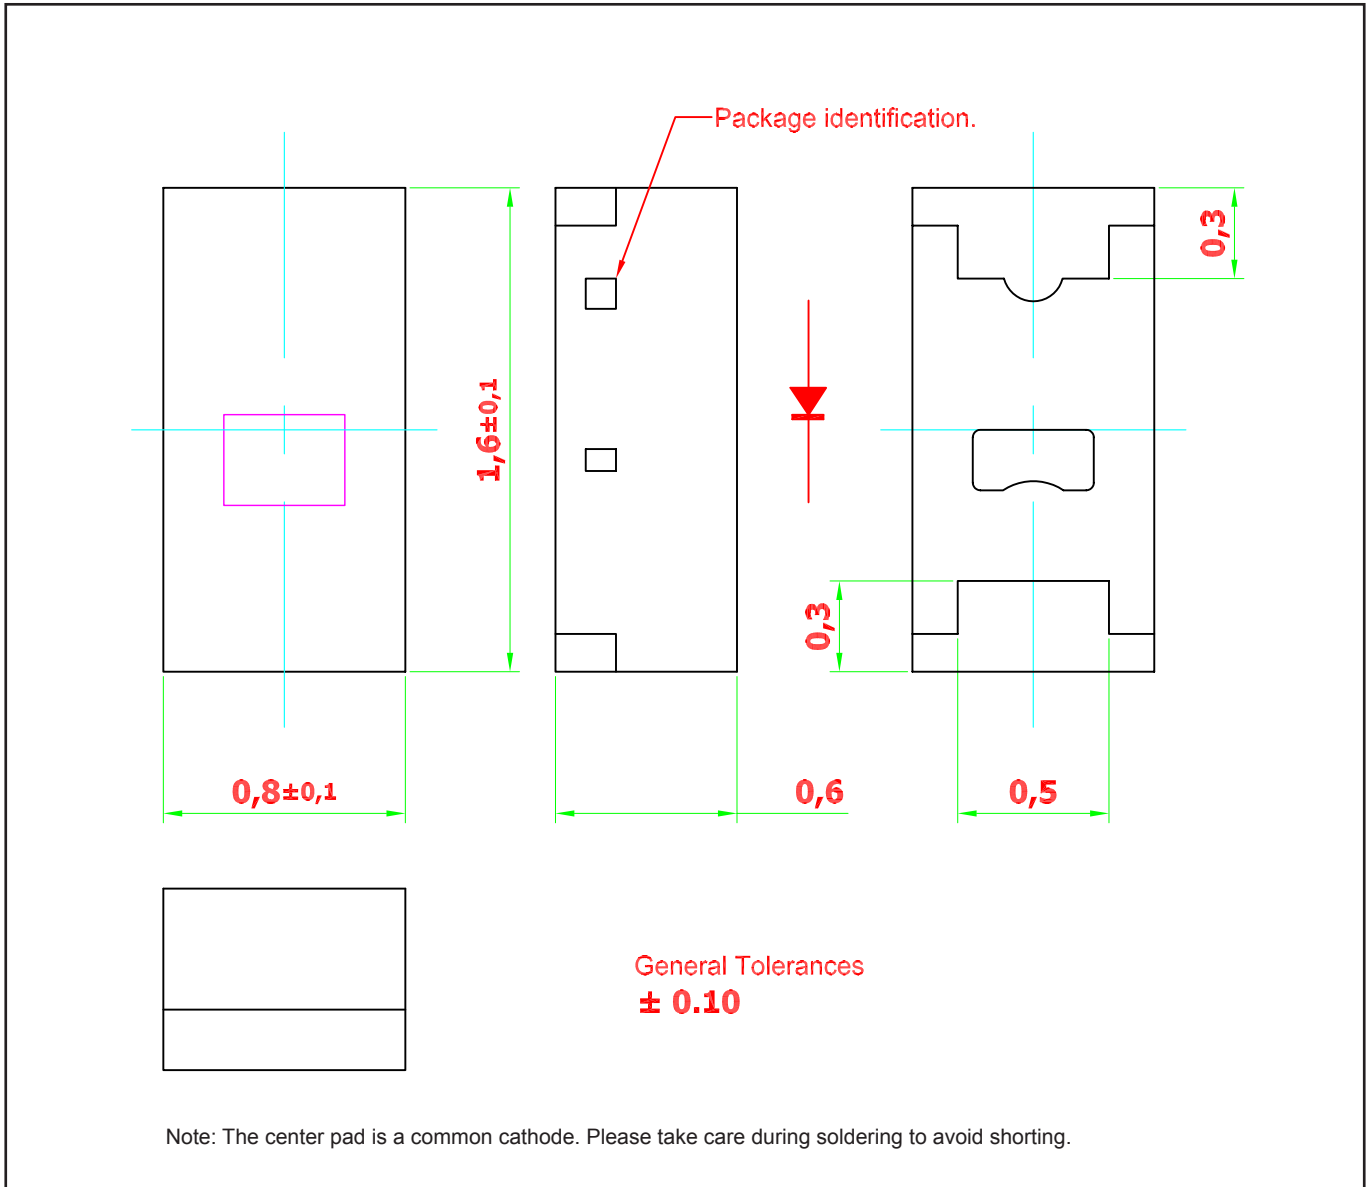 Package identification.
0,3
1,6±0,1
0,3
0,8±0,1
0,6
0,5
General Tolerances
± 0.10
Note: The center pad is a common cathode. Please take care during soldering to avoid shorting.